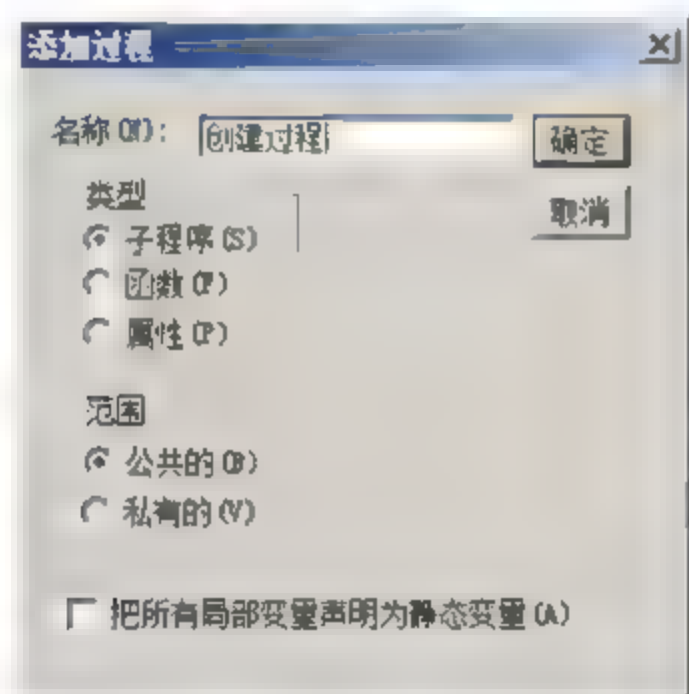 添加过程
名称(N): 创建过程
确定
类型
取消
子程序(S)
函数(F)
属性(P)
范围
公共的(B)
私有的(V)
把所有局部变量声明为静态变量(A)